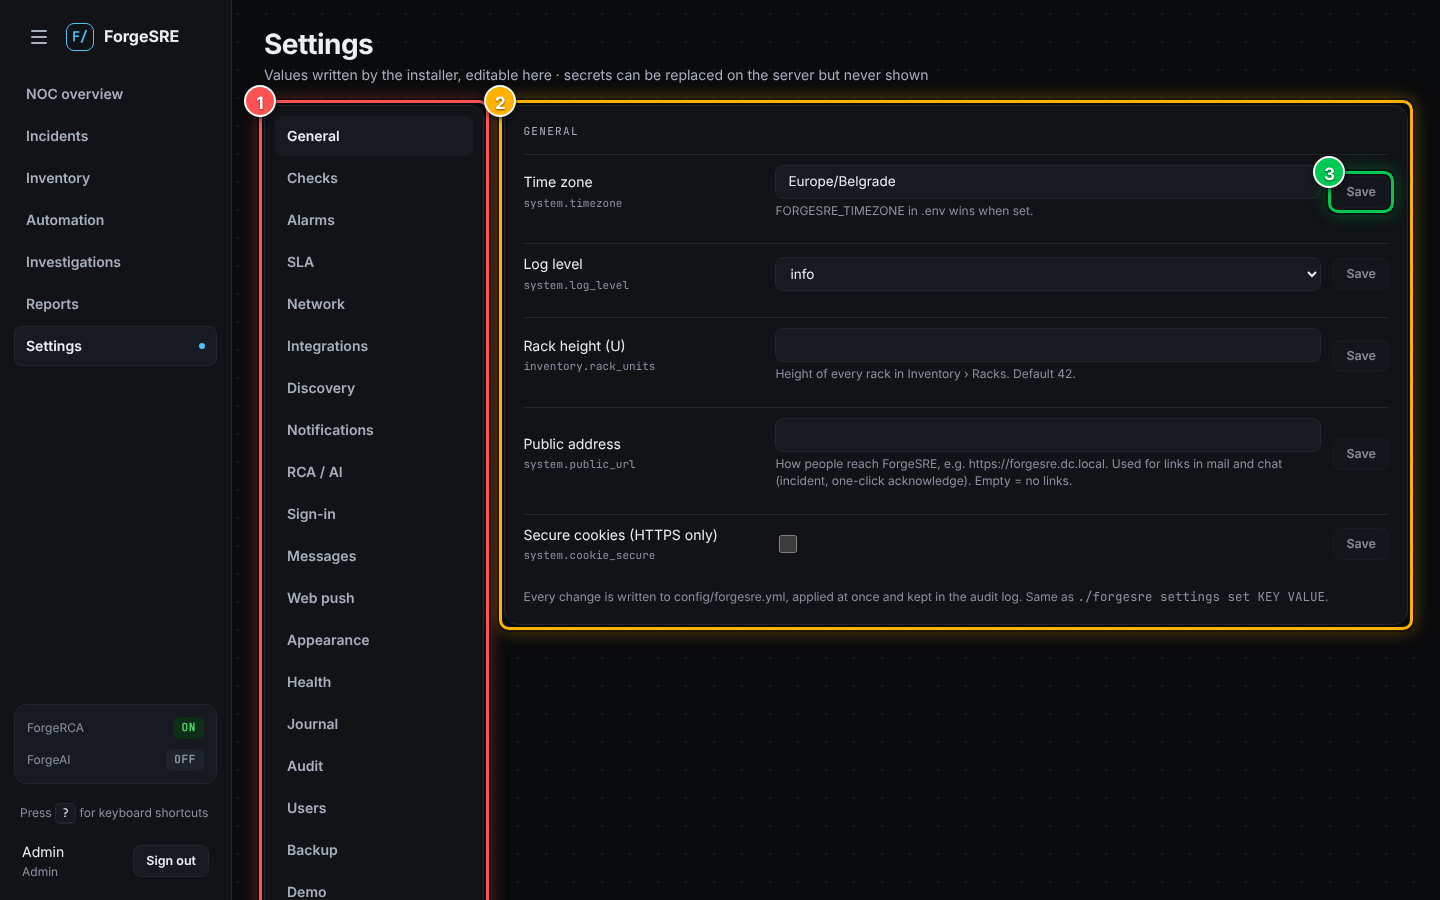 F/ ForgeSRE
NOC overview
Incidents
Inventory
Automation
Investigations
Reports
Settings
ForgeRCA ON
ForgeAI OFF
Press ? for keyboard shortcuts
Admin
Admin
Sign out
Settings
Values written by the installer, editable here · secrets can be replaced on the server but never shown
1
General
Checks
Alarms
SLA
Network
Integrations
Discovery
Notifications
RCA / AI
Sign-in
Messages
Web push
Appearance
Health
Journal
Audit
Users
Backup
Demo
2
GENERAL
Time zone
system.timezone
Europe/Belgrade
FORGESRE_TIMEZONE in .env wins when set.
3
Save
Log level
system.log_level
info
Save
Rack height (U)
inventory.rack_units
Height of every rack in Inventory › Racks. Default 42.
Save
Public address
system.public_url
How people reach ForgeSRE, e.g. https://forgesre.dc.local. Used for links in mail and chat
(incident, one-click acknowledge). Empty = no links.
Save
Secure cookies (HTTPS only)
system.cookie_secure
Save
Every change is written to config/forgesre.yml, applied at once and kept in the audit log. Same as ./forgesre settings set KEY VALUE.